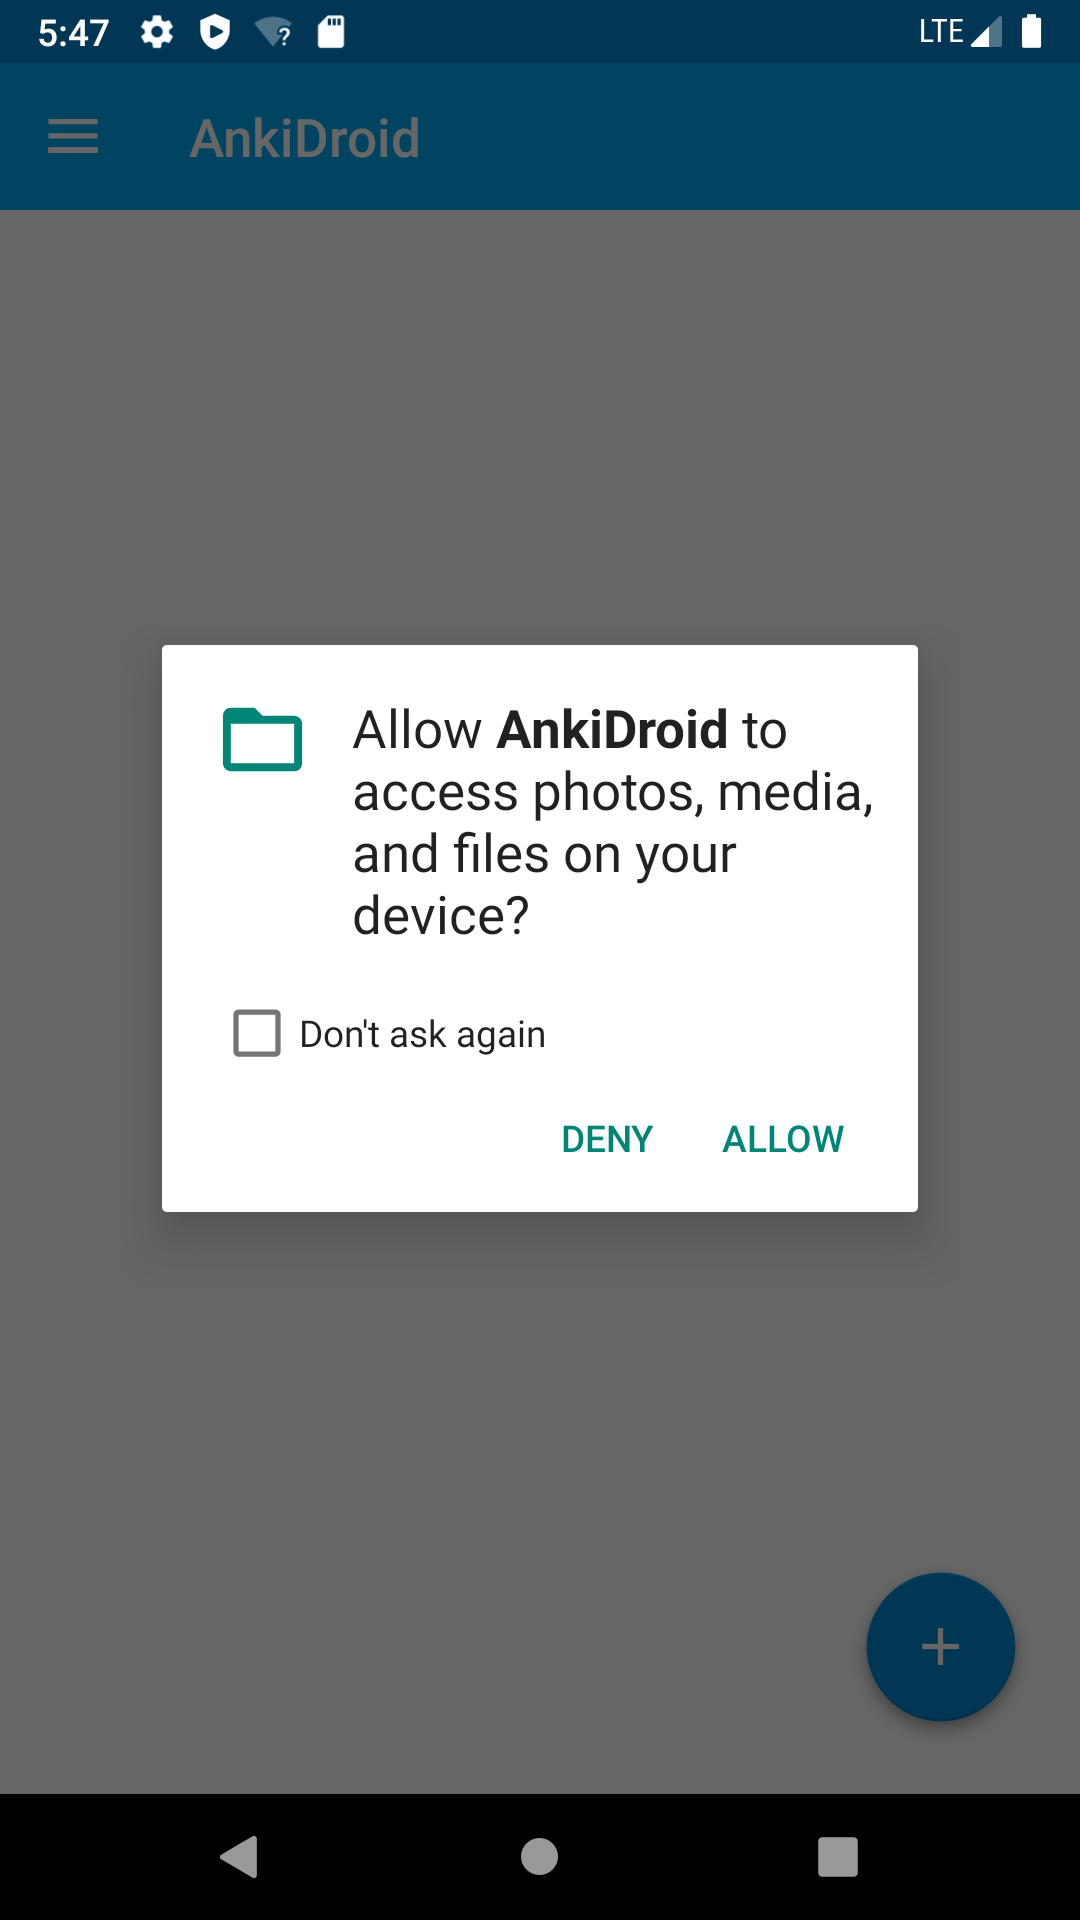 5:47
LTE
AnkiDroid
Allow AnkiDroid to
access photos, media,
and files on your
device?
Don't ask again
DENY ALLOW